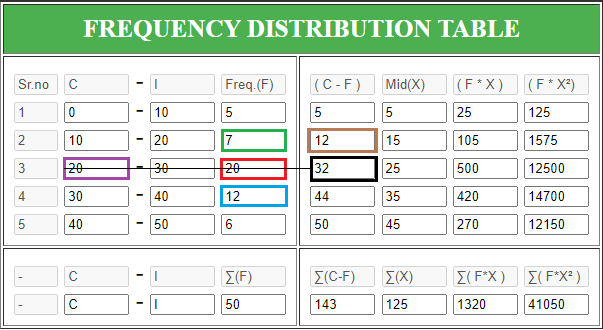 FREQUENCY DISTRIBUTION TABLE
Sr.no C - I Freq.(F) ( C - F ) Mid(X) ( F * X ) ( F * X²)
1 0 - 10 5 5 5 25 125
2 10 - 20 7 12 15 105 1575
3 20 - 30 20 32 25 500 12500
4 30 - 40 12 44 35 420 14700
5 40 - 50 6 50 45 270 12150
- C - I ∑(F) ∑(C-F) ∑(X) ∑( F*X ) ∑( F*X² )
- C - I 50 143 125 1320 41050